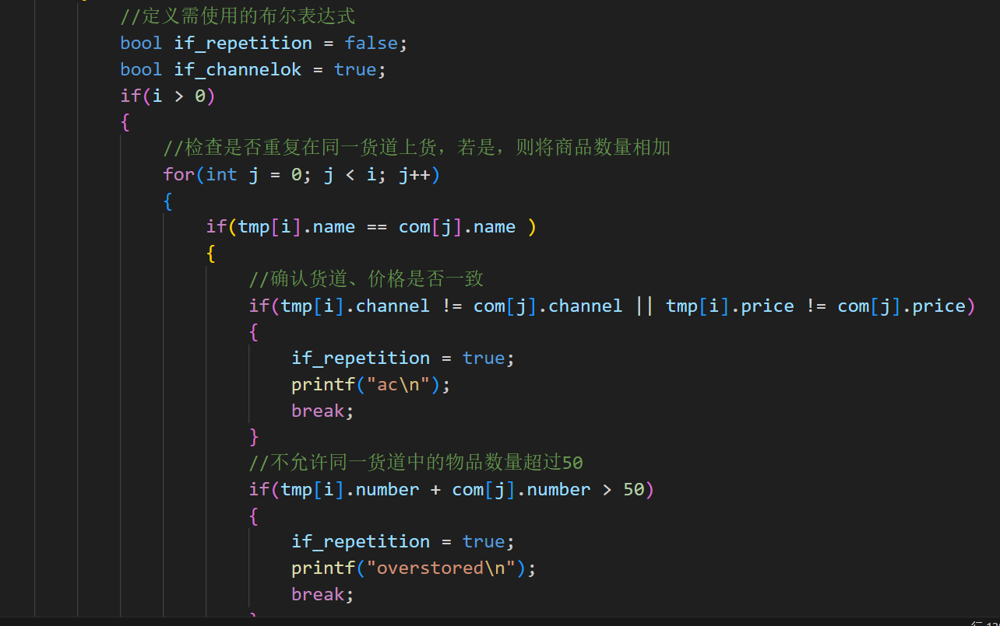 //定义需使用的布尔表达式
bool if_repetition = false;
bool if_channelok = true;
if(i > 0)
{
//检查是否重复在同一货道上货，若是，则将商品数量相加
for(int j = 0; j < i; j++)
{
if(tmp[i].name == com[j].name )
{
//确认货道、价格是否一致
if(tmp[i].channel != com[j].channel || tmp[i].price != com[j].price)
{
if_repetition = true;
printf("ac\n");
break;
}
//不允许同一货道中的物品数量超过50
if(tmp[i].number + com[j].number > 50)
{
if_repetition = true;
printf("overstored\n");
break;